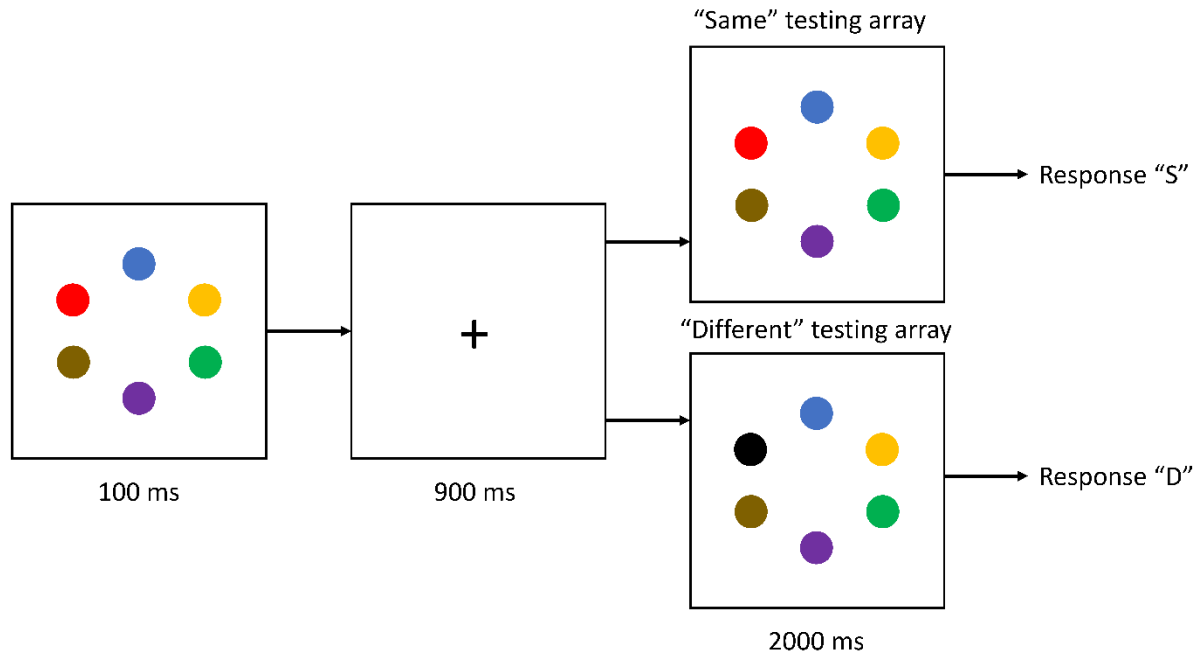 “Same” testing array
Response “S”
+
“Different” testing array
Response “D”
100 ms
900 ms
2000 ms